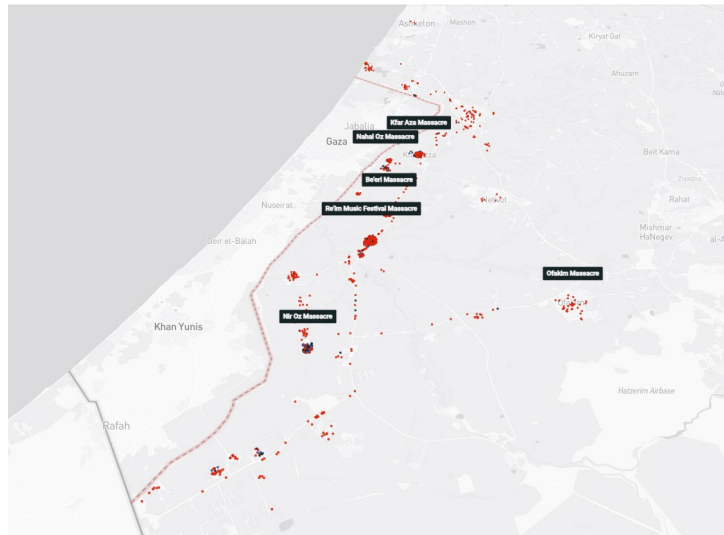 Ashkelon
Mashen
Kiryat Gat
Ahuzam
Kfar Aza Massacre
Jabalia
Nahal Oz Massacre
Gaza
Beit Kama
Be'eri Massacre
Ziyadna
Rahat
Netivot
Nuseirat
Re'im Music Festival Massacre
Mishmar
HaNegev
Deir el-Balah
Ofakim Massacre
Nir Oz Massacre
Khan Yunis
Hatzerim Airbase
Rafah